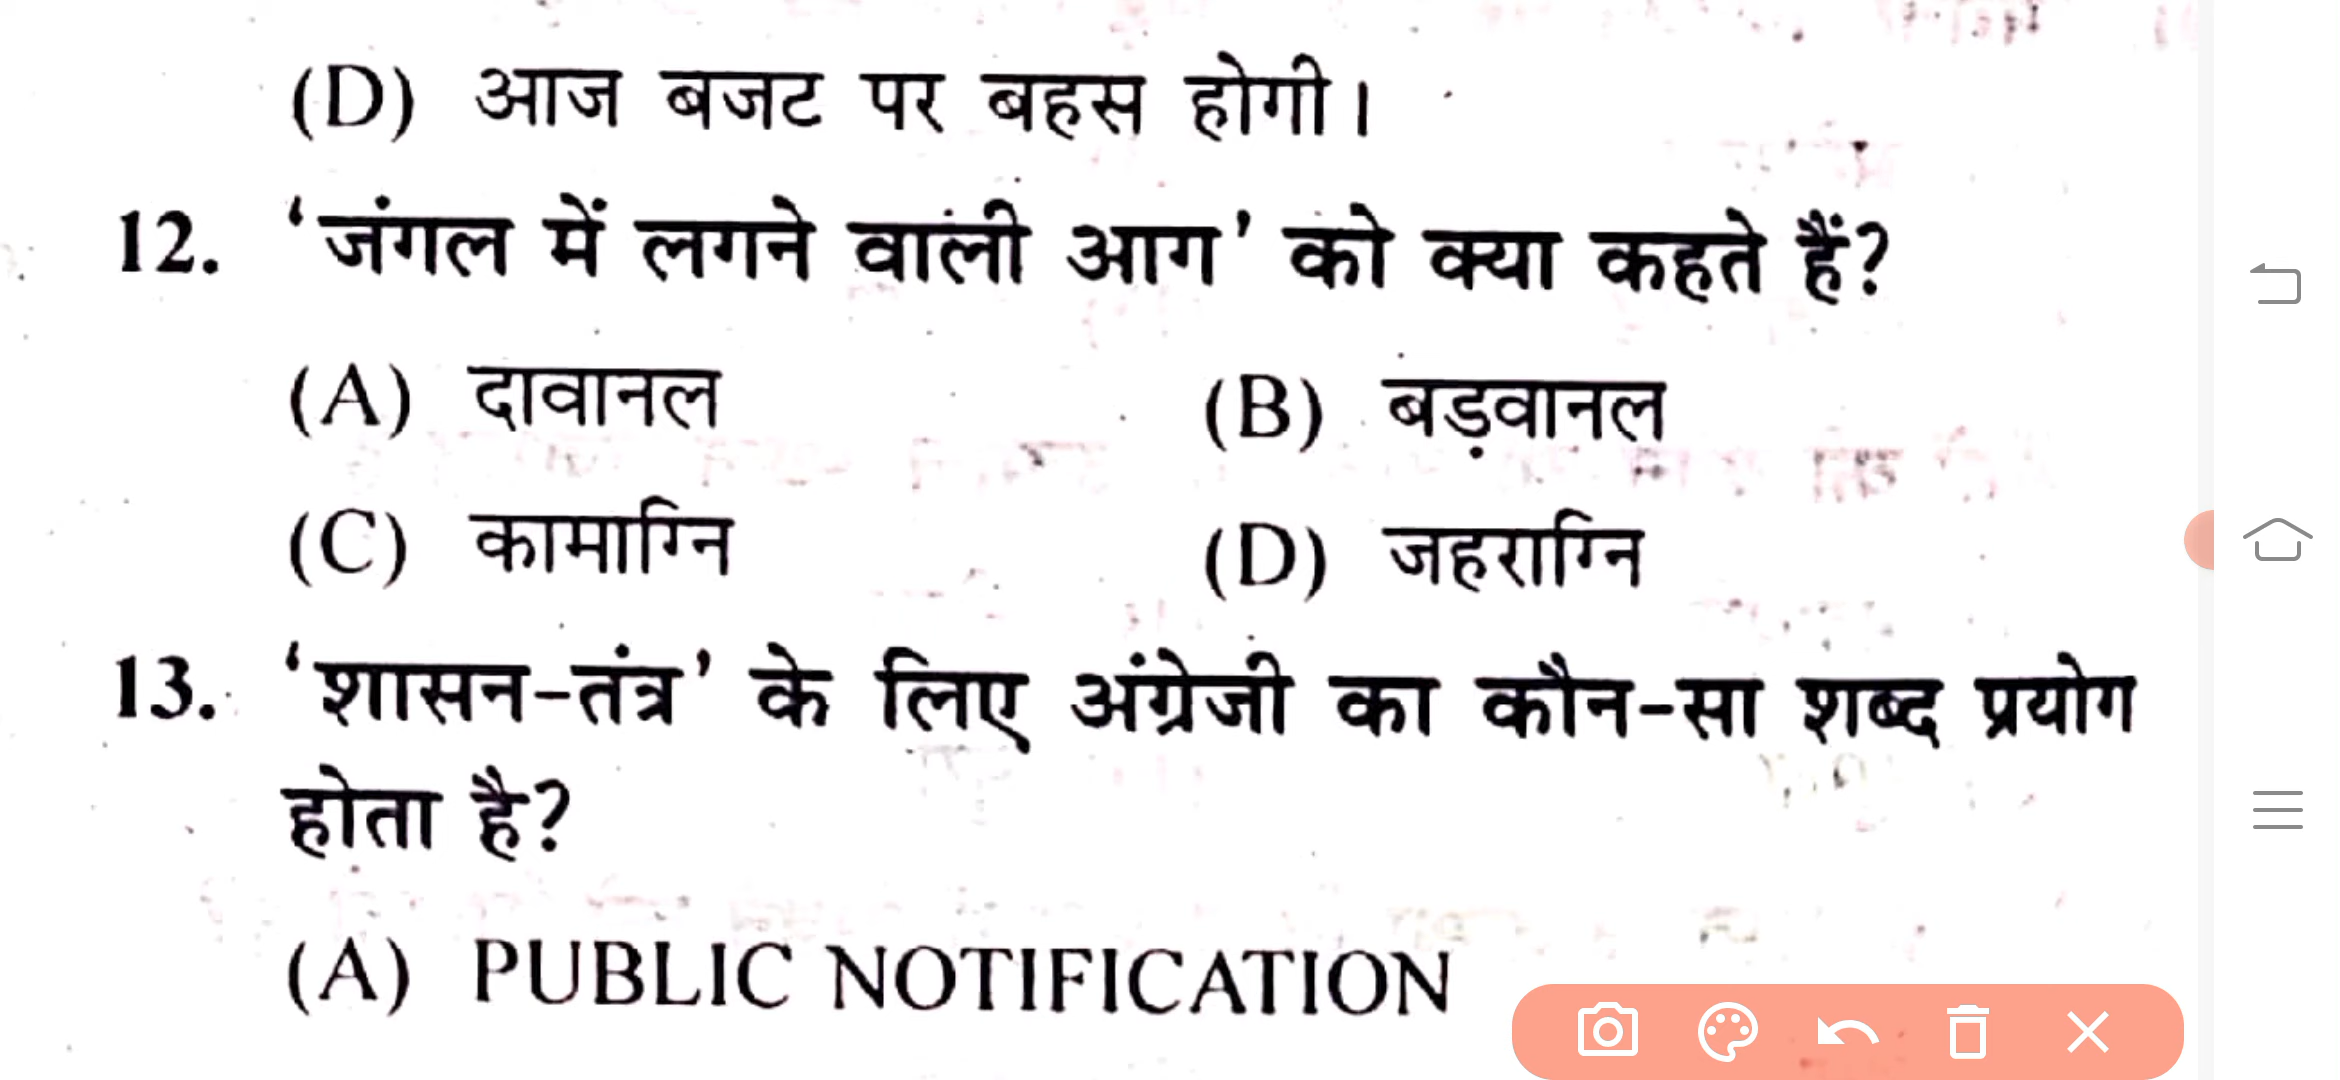 (D) आज बजट पर बहस होगी।
12. ‘जंगल में लगने वाली आग’ को क्या कहते हैं?
(A) दावानल (B) बड़वानल
(C) कामाग्नि (D) जहराग्नि
13. ‘शासन-तंत्र’ के लिए अंग्रेजी का कौन-सा शब्द प्रयोग
होता है?
(A) PUBLIC NOTIFICATION